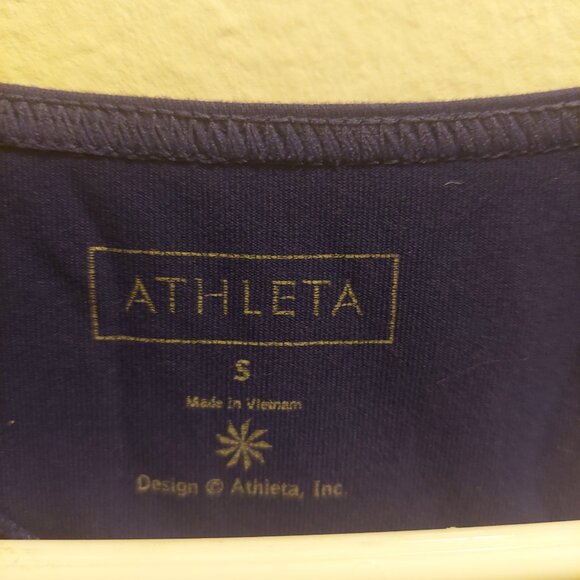 ATHLETA
S
Made in Vietnam
Design © Athleta, Inc.